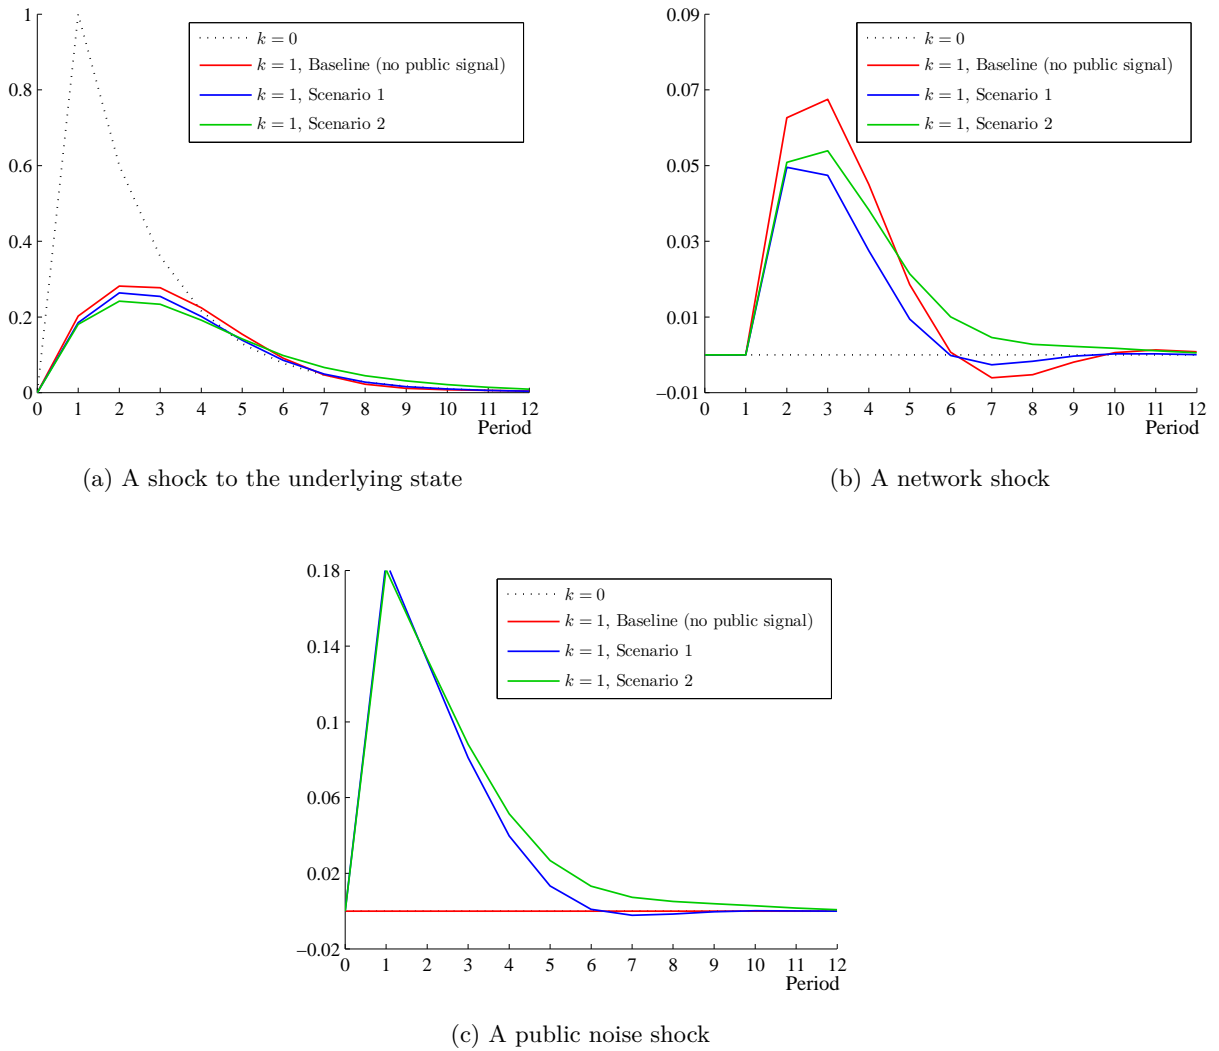 1
0.8
0.6
0.4
0.2
0
0 1 2 3 4 5 6 7 8 9 10 11 12
Period
k = 0
k = 1, Baseline (no public signal)
k = 1, Scenario 1
k = 1, Scenario 2
(a) A shock to the underlying state
0.09
0.07
0.05
0.03
0.01
−0.01
0 1 2 3 4 5 6 7 8 9 10 11 12
Period
k = 0
k = 1, Baseline (no public signal)
k = 1, Scenario 1
k = 1, Scenario 2
(b) A network shock
0.18
0.14
0.1
0.06
0.02
−0.02
0 1 2 3 4 5 6 7 8 9 10 11 12
Period
k = 0
k = 1, Baseline (no public signal)
k = 1, Scenario 1
k = 1, Scenario 2
(c) A public noise shock